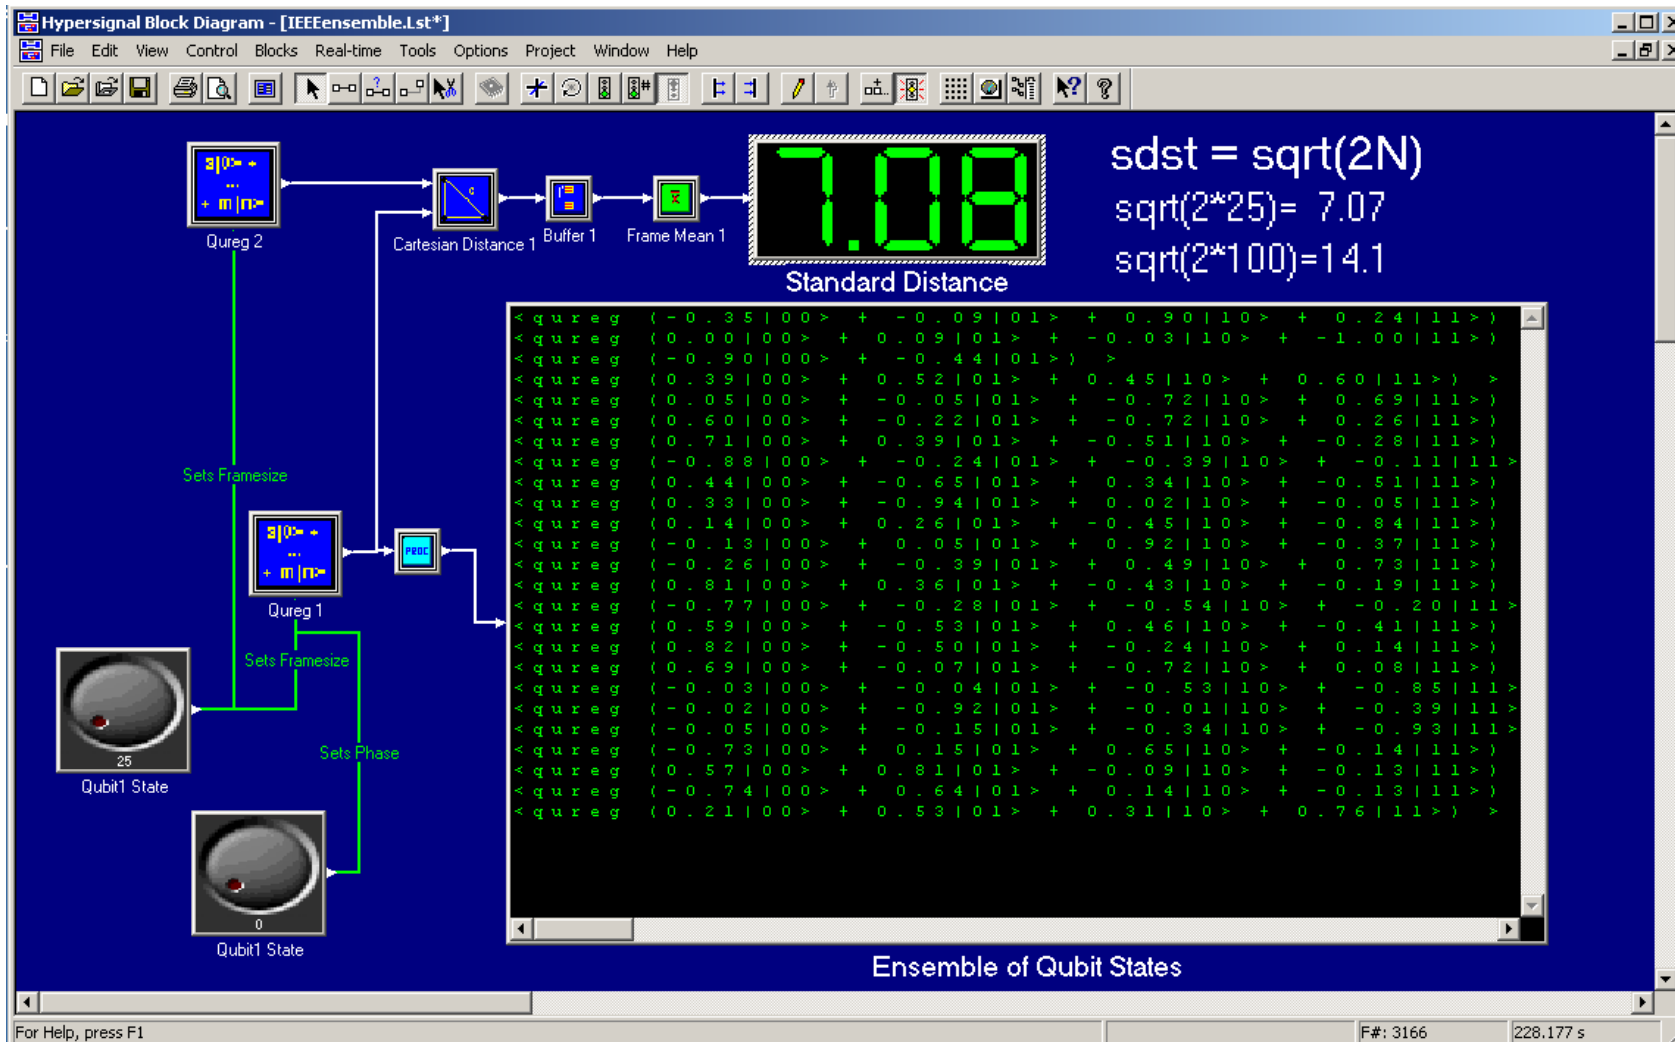 Hypersignal Block Diagram - [IEEEensemble.Lst*]
File Edit View Control Blocks Real-time Tools Options Project Window Help
a|0> +
...
+ m|n>
Qureg 2
c
Cartesian Distance 1
Buffer 1
x
Frame Mean 1
7.08
Standard Distance
sdst = sqrt(2N)
sqrt(2*25)= 7.07
sqrt(2*100)=14.1
Sets Framesize
a|0> +
...
+ m|n>
Qureg 1
PROC
Sets Framesize
Sets Phase
25
Qubit1 State
0
Qubit1 State
<qureg (-0.35|00> + -0.09|01> + 0.90|10> + 0.24|11>)
<qureg (0.00|00> + 0.09|01> + -0.03|10> + -1.00|11>)
<qureg (-0.90|00> + -0.44|01>) >
<qureg (0.39|00> + 0.52|01> + 0.45|10> + 0.60|11>) >
<qureg (0.05|00> + -0.05|01> + -0.72|10> + 0.69|11>)
<qureg (0.60|00> + -0.22|01> + -0.72|10> + 0.26|11>)
<qureg (0.71|00> + 0.39|01> + -0.51|10> + -0.28|11>)
<qureg (-0.88|00> + -0.24|01> + -0.39|10> + -0.11|11>
<qureg (0.44|00> + -0.65|01> + 0.34|10> + -0.51|11>)
<qureg (0.33|00> + -0.94|01> + 0.02|10> + -0.05|11>)
<qureg (0.14|00> + 0.26|01> + -0.45|10> + -0.84|11>)
<qureg (-0.13|00> + 0.05|01> + 0.92|10> + -0.37|11>)
<qureg (-0.26|00> + -0.39|01> + 0.49|10> + 0.73|11>)
<qureg (0.81|00> + 0.36|01> + -0.43|10> + -0.19|11>)
<qureg (-0.77|00> + -0.28|01> + -0.54|10> + -0.20|11>
<qureg (0.59|00> + -0.53|01> + 0.46|10> + -0.41|11>)
<qureg (0.82|00> + -0.50|01> + -0.24|10> + 0.14|11>)
<qureg (0.69|00> + -0.07|01> + -0.72|10> + 0.08|11>)
<qureg (-0.03|00> + -0.04|01> + -0.53|10> + -0.85|11>
<qureg (-0.02|00> + -0.92|01> + -0.01|10> + -0.39|11>
<qureg (-0.05|00> + -0.15|01> + -0.34|10> + -0.93|11>
<qureg (-0.73|00> + 0.15|01> + 0.65|10> + -0.14|11>)
<qureg (0.57|00> + 0.81|01> + -0.09|10> + -0.13|11>)
<qureg (-0.74|00> + 0.64|01> + 0.14|10> + -0.13|11>)
<qureg (0.21|00> + 0.53|01> + 0.31|10> + 0.76|11>) >
Ensemble of Qubit States
For Help, press F1
F#: 3166
228.177 s